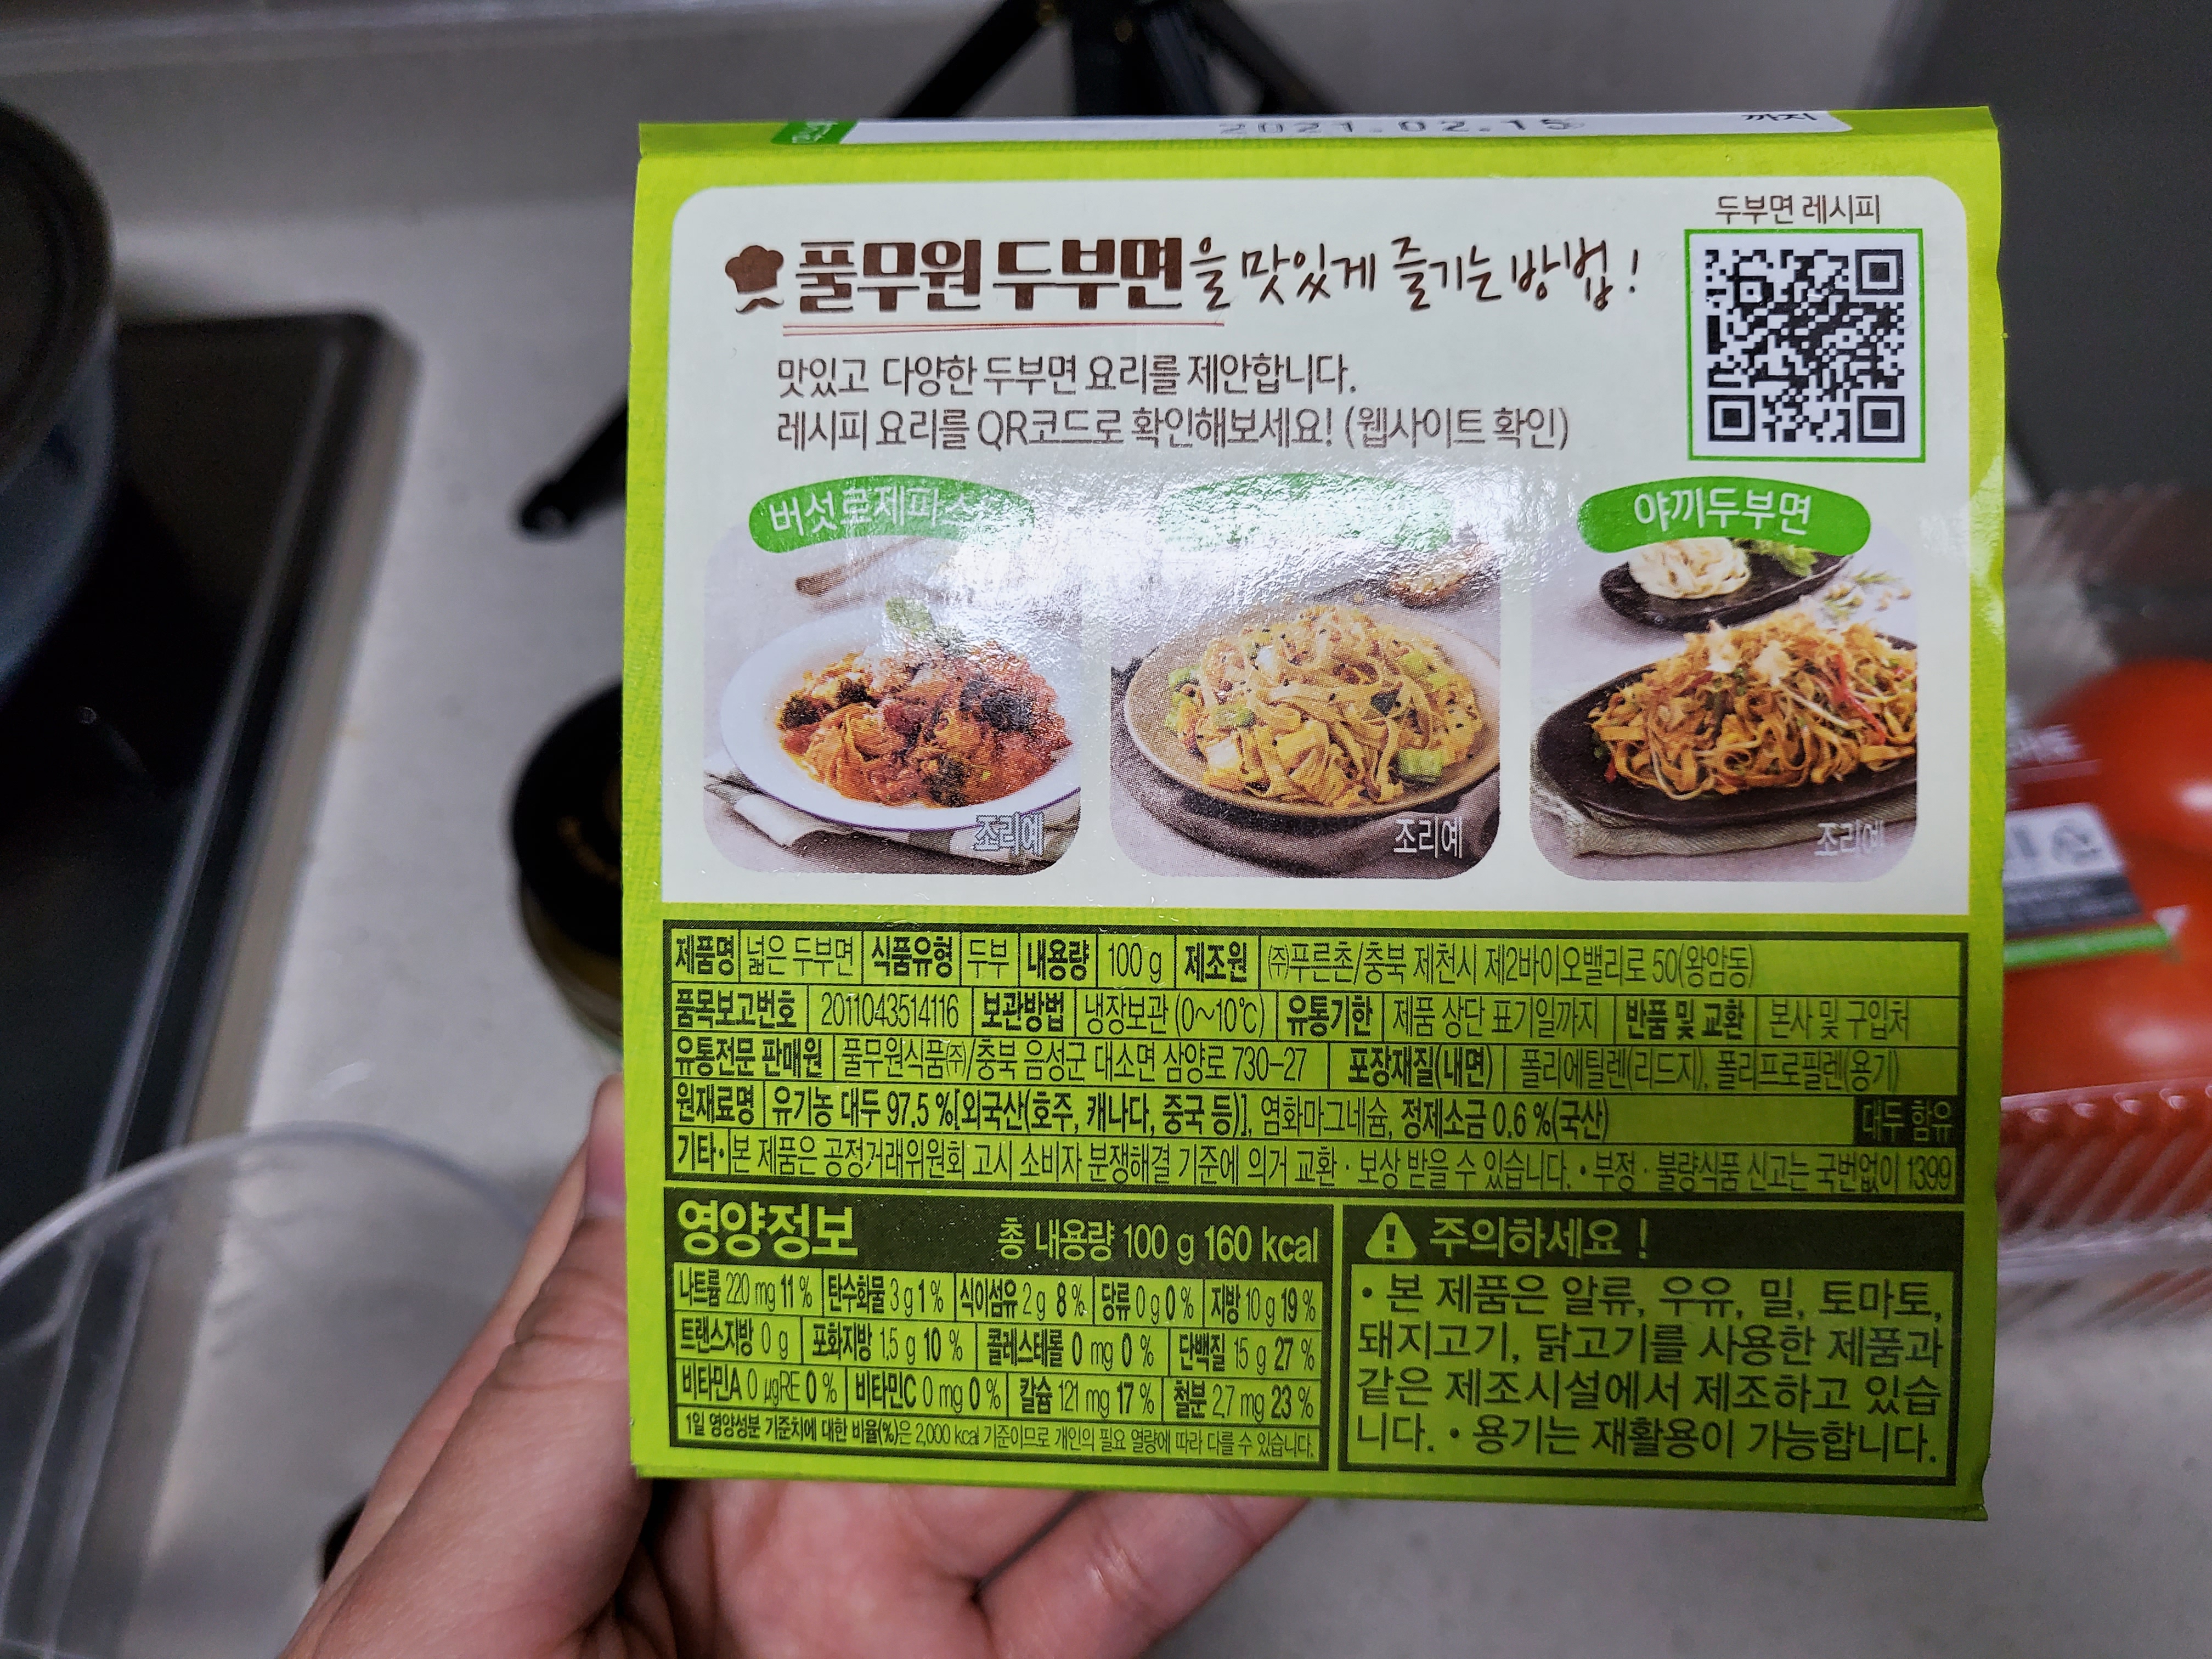 2021.02.15 까지
두부면 레시피
풀무원 두부면을 맛있게 즐기는 방법!
맛있고 다양한 두부면 요리를 제안합니다.
레시피 요리를 QR코드로 확인해보세요! (웹사이트 확인)
버섯로제파스
야끼두부면
조리예
조리예
조리예
제품명 넓은 두부면 식품유형 두부 내용량 100 g 제조원 ㈜푸른촌/충북 제천시 제2바이오밸리로 50(왕암동)
품목보고번호 2011043514116 보관방법 냉장보관 (0~10℃) 유통기한 제품 상단 표기일까지 반품 및 교환 본사 및 구입처
유통전문 판매원 풀무원식품㈜/충북 음성군 대소면 삼양로 730-27 포장재질(내면) 폴리에틸렌(리드지), 폴리프로필렌(용기)
원재료명 유기농 대두 97.5 %[외국산(호주, 캐나다, 중국 등)], 염화마그네슘, 정제소금 0.6 %(국산) 대두 함유
기타 • 본 제품은 공정거래위원회 고시 소비자 분쟁해결 기준에 의거 교환 · 보상 받을 수 있습니다. • 부정 · 불량식품 신고는 국번없이 1399
영양정보 총 내용량 100 g 160 kcal
나트륨 220 mg 11 % 탄수화물 3 g 1 % 식이섬유 2 g 8 % 당류 0 g 0 % 지방 10 g 19 %
트랜스지방 0 g 포화지방 1.5 g 10 % 콜레스테롤 0 mg 0 % 단백질 15 g 27 %
비타민A 0 µgRE 0 % 비타민C 0 mg 0 % 칼슘 121 mg 17 % 철분 2.7 mg 23 %
1일 영양성분 기준치에 대한 비율(%)은 2,000 kcal 기준이므로 개인의 필요 열량에 따라 다를 수 있습니다.
주의하세요 !
• 본 제품은 알류, 우유, 밀, 토마토,
돼지고기, 닭고기를 사용한 제품과
같은 제조시설에서 제조하고 있습
니다. • 용기는 재활용이 가능합니다.